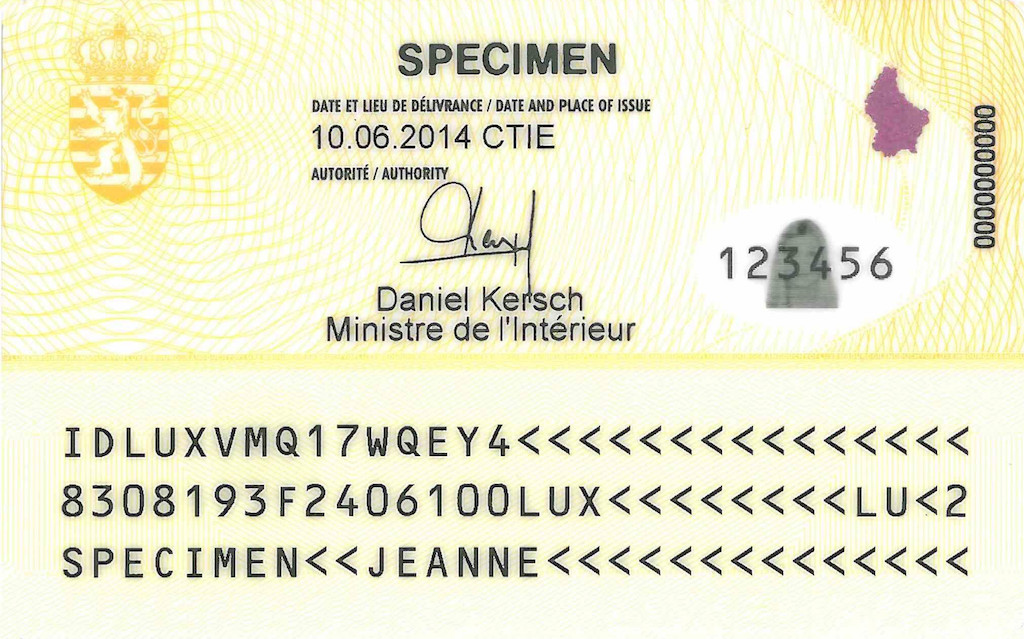 SPECIMEN
DATE ET LIEU DE DÉLIVRANCE / DATE AND PLACE OF ISSUE
10.06.2014 CTIE
AUTORITÉ / AUTHORITY
Daniel Kersch
Ministre de l'Intérieur
0000000000
123456
IDLUXVMQ17WQEY4<<<<<<<<<<<<<<<
8308193F2406100LUX<<<<<<<<LU<2
SPECIMEN<<JEANNE<<<<<<<<<<<<<<